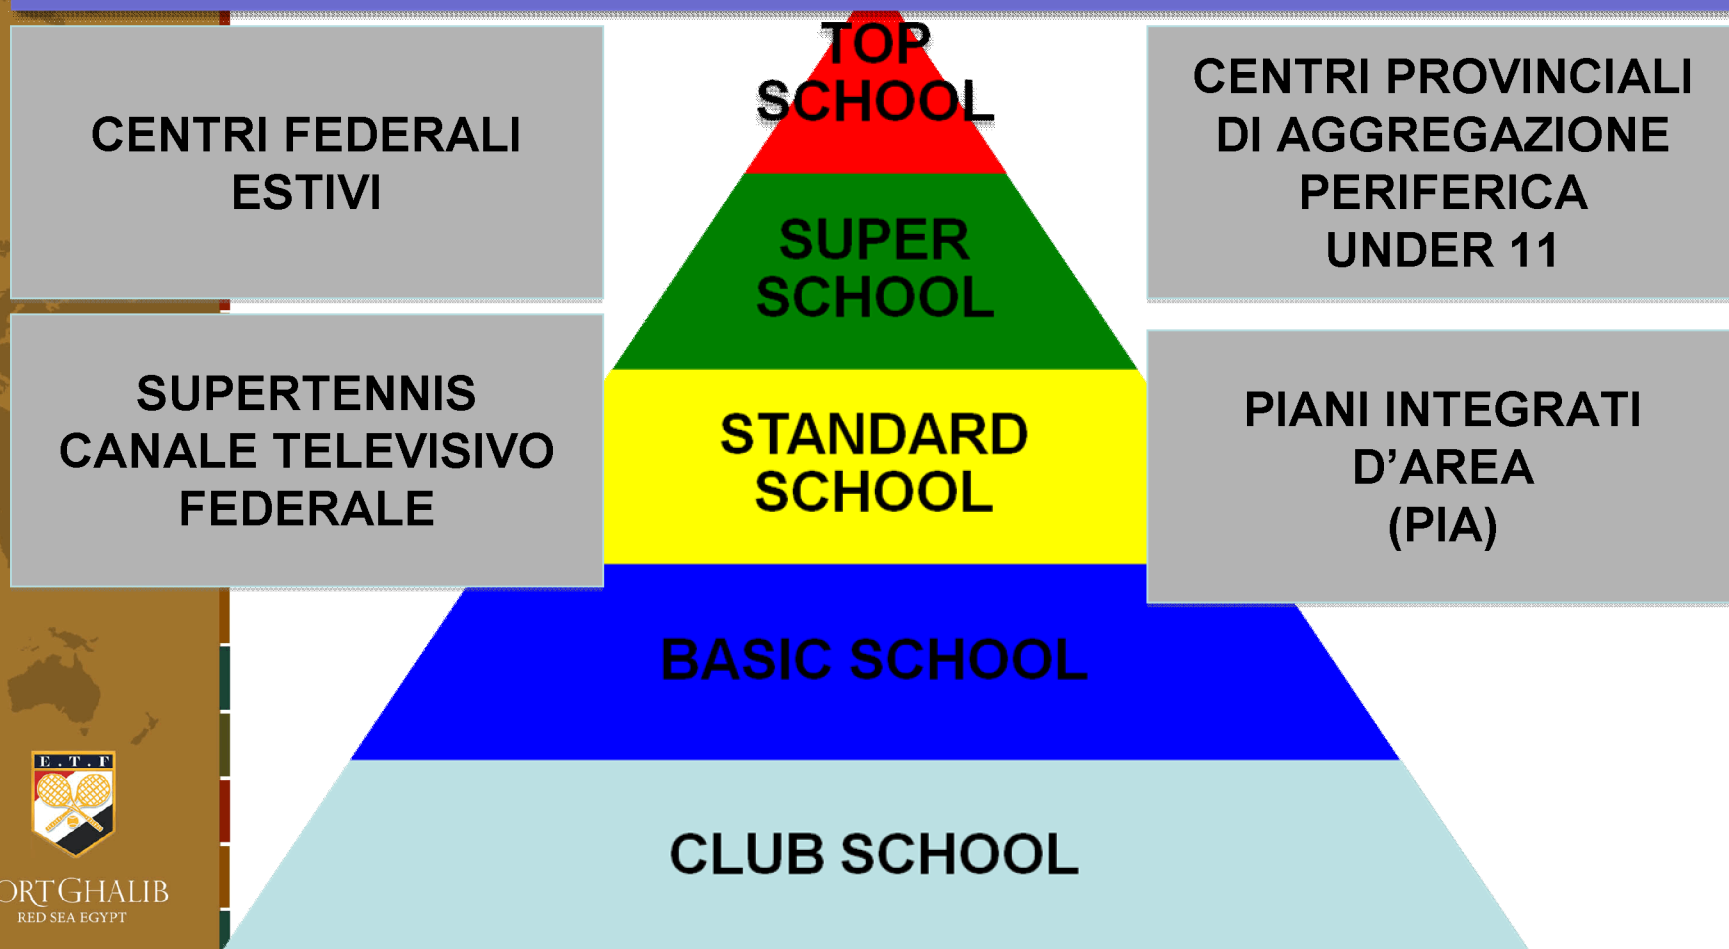 TOP
SCHOOL
CENTRI FEDERALI
ESTIVI
CENTRI PROVINCIALI
DI AGGREGAZIONE
PERIFERICA
UNDER 11
SUPER
SCHOOL
SUPERTENNIS
CANALE TELEVISIVO
FEDERALE
STANDARD
SCHOOL
PIANI INTEGRATI
D’AREA
(PIA)
BASIC SCHOOL
CLUB SCHOOL
E . T . F
ORT GHALIB
RED SEA EGYPT